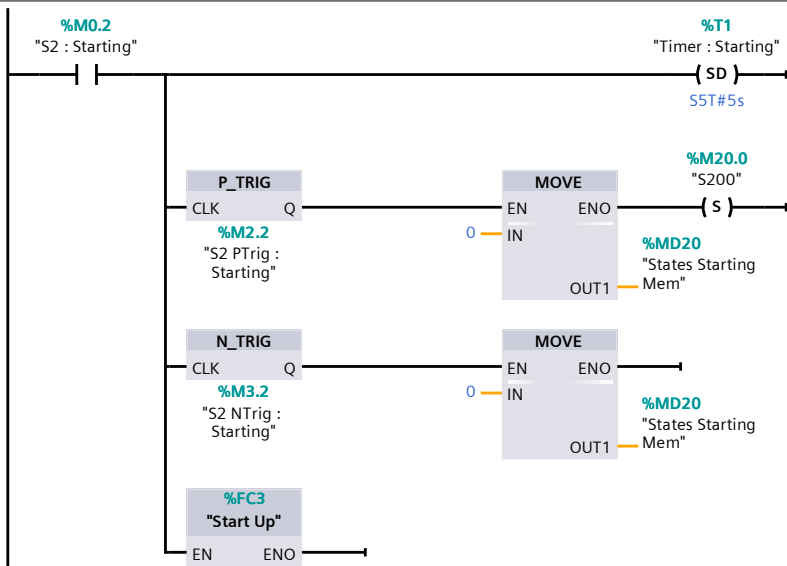 %M0.2
"S2 : Starting"
%T1
"Timer : Starting"
SD
S5T#5s
P_TRIG
CLK Q
%M2.2
"S2 PTrig :
Starting"
MOVE
EN ENO
0 IN
OUT1
%M20.0
"S200"
S
%MD20
"States Starting
Mem"
N_TRIG
CLK Q
%M3.2
"S2 NTrig :
Starting"
MOVE
EN ENO
0 IN
OUT1
%MD20
"States Starting
Mem"
%FC3
"Start Up"
EN ENO